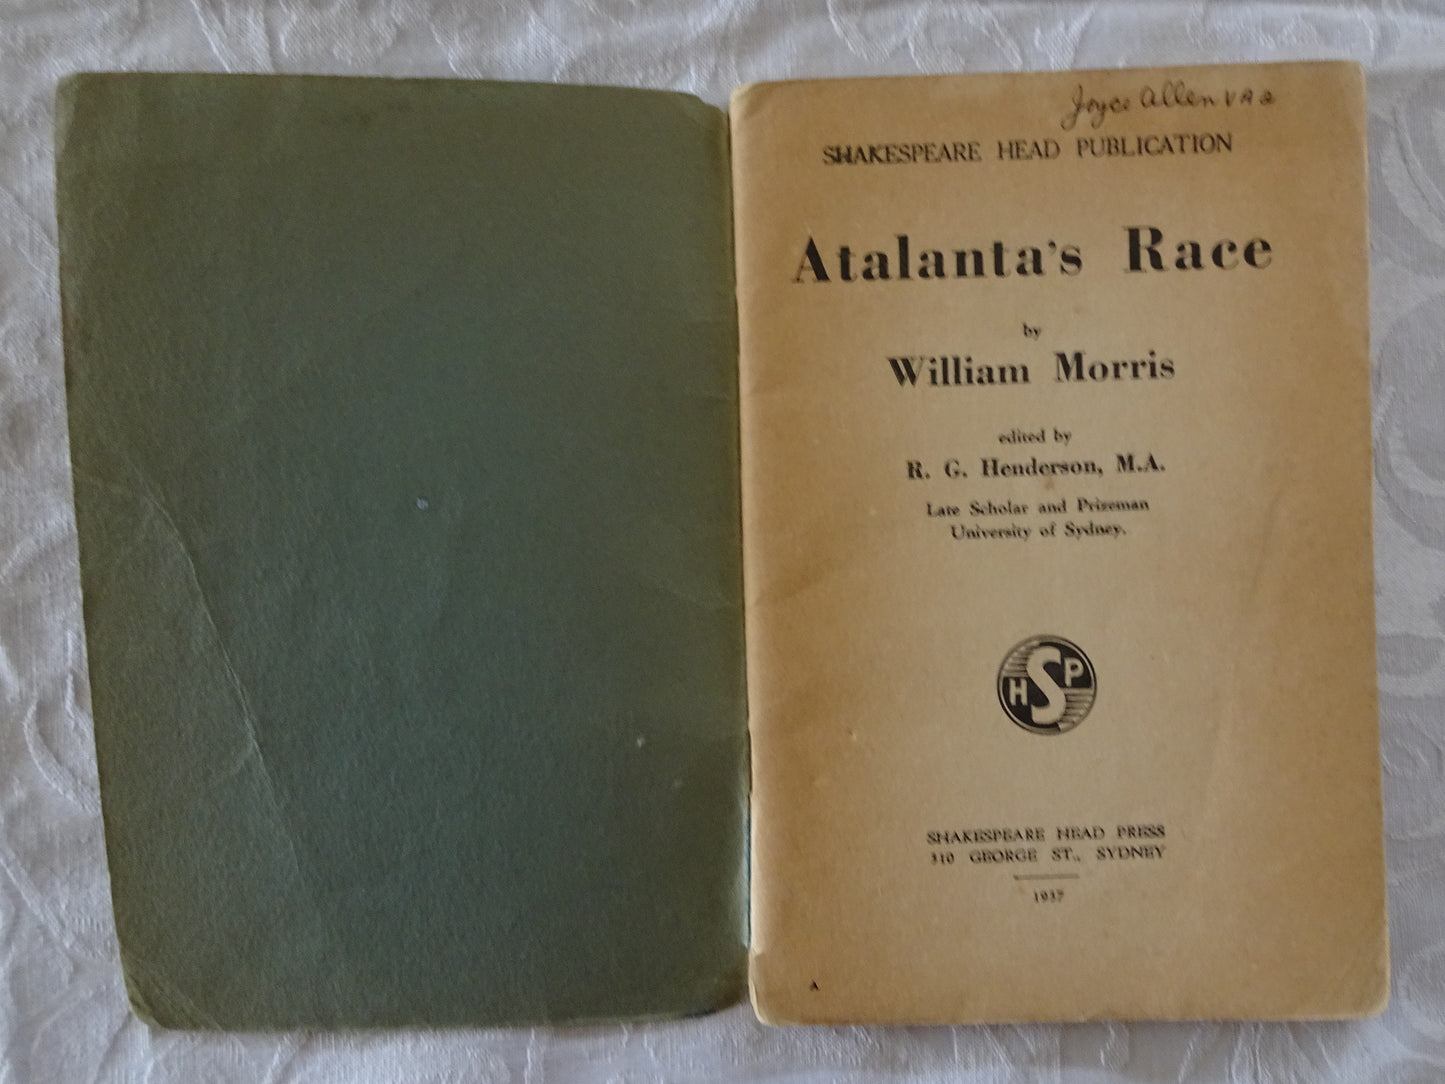 Joyce Allen
SHAKESPEARE HEAD PUBLICATION
Atalanta's Race
by
William Morris
edited by
R. G. Henderson, M.A.
Late Scholar and Prizeman
University of Sydney.
HSP
SHAKESPEARE HEAD PRESS
310 GEORGE ST., SYDNEY
1937
A